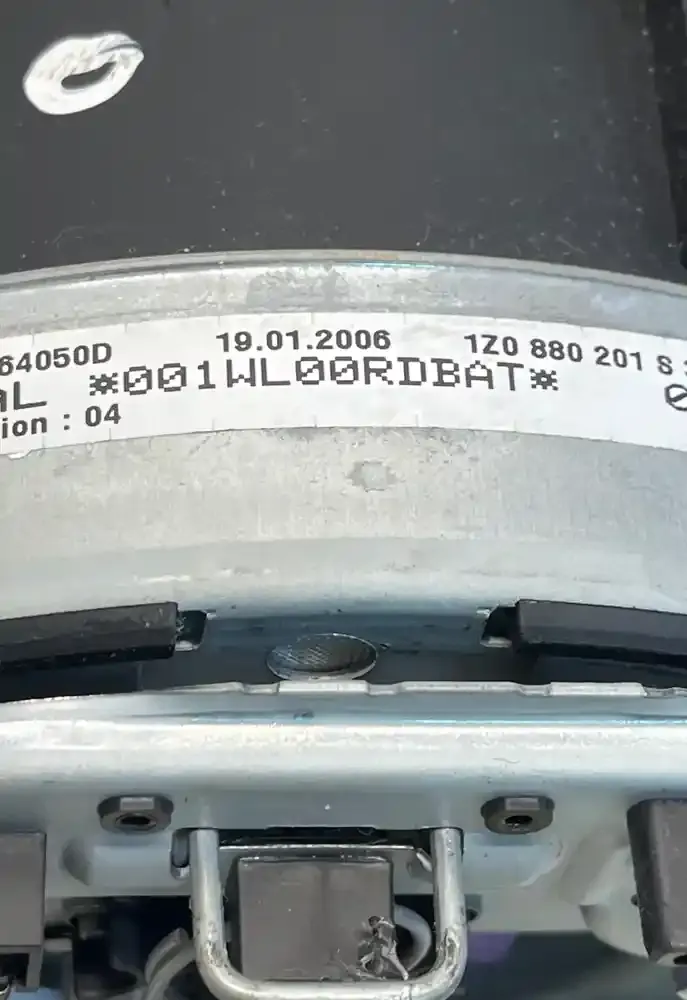 64050D 19.01.2006 1Z0 880 201 S
AL *001WL00RDBAT*
ion : 04